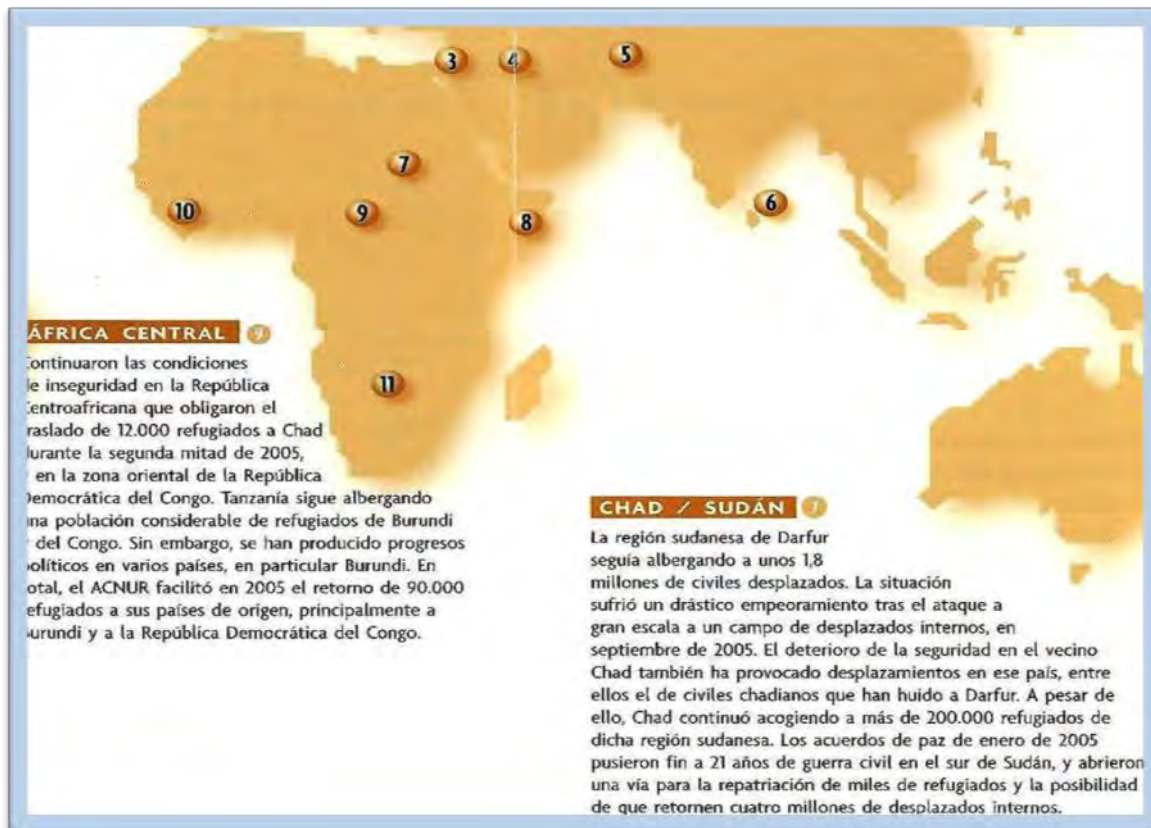 3
4
5
7
10
9
8
6
11
ÁFRICA CENTRAL 9
Continuaron las condiciones
de inseguridad en la República
Centroafricana que obligaron el
traslado de 12.000 refugiados a Chad
durante la segunda mitad de 2005,
y en la zona oriental de la República
Democrática del Congo. Tanzanía sigue albergando
una población considerable de refugiados de Burundi
y del Congo. Sin embargo, se han producido progresos
políticos en varios países, en particular Burundi. En
total, el ACNUR facilitó en 2005 el retorno de 90.000
refugiados a sus países de origen, principalmente a
Burundi y a la República Democrática del Congo.
CHAD / SUDÁN 7
La región sudanesa de Darfur
seguía albergando a unos 1,8
millones de civiles desplazados. La situación
sufrió un drástico empeoramiento tras el ataque a
gran escala a un campo de desplazados internos, en
septiembre de 2005. El deterioro de la seguridad en el vecino
Chad también ha provocado desplazamientos en ese país, entre
ellos el de civiles chadianos que han huido a Darfur. A pesar de
ello, Chad continuó acogiendo a más de 200.000 refugiados de
dicha región sudanesa. Los acuerdos de paz de enero de 2005
pusieron fin a 21 años de guerra civil en el sur de Sudán, y abrieron
una vía para la repatriación de miles de refugiados y la posibilidad
de que retornen cuatro millones de desplazados internos.